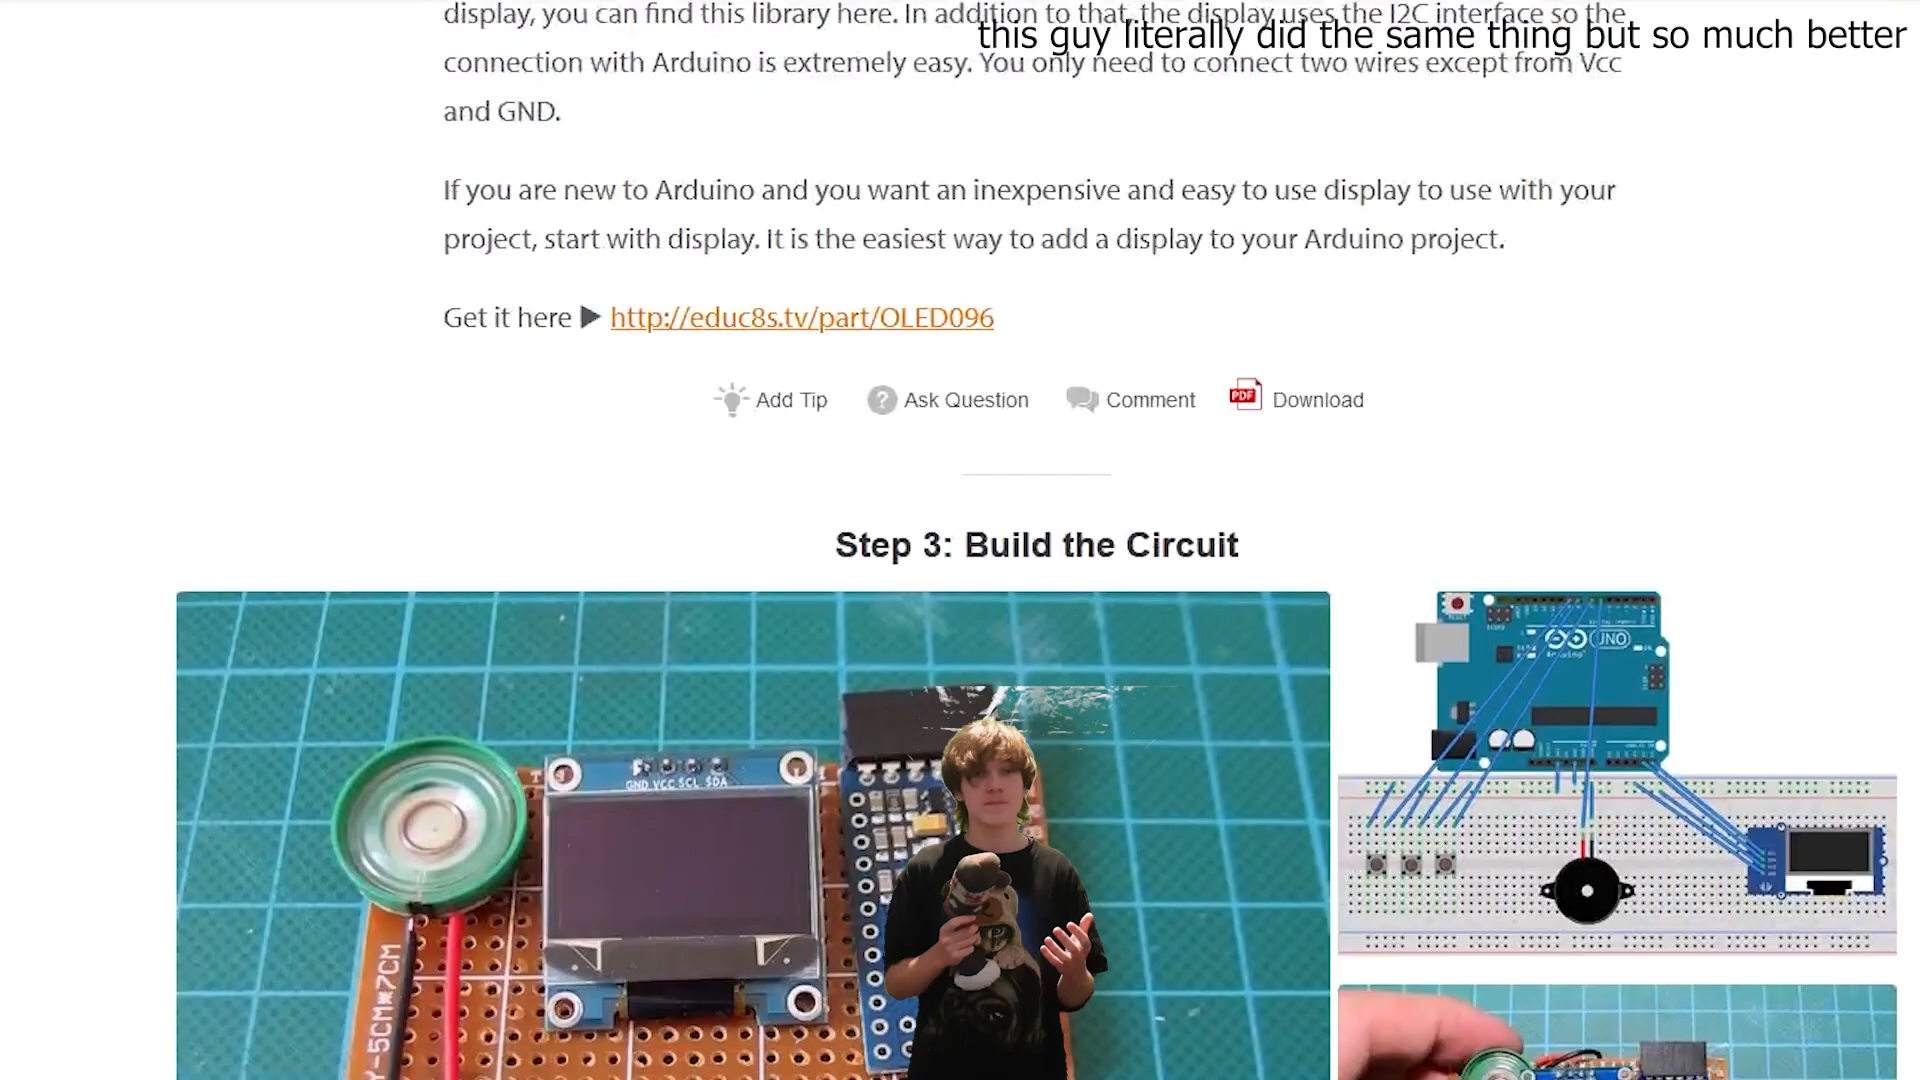 display, you can find this library here. In addition to that, the display uses the I2C interface so the
this guy literally did the same thing but so much better
connection with Arduino is extremely easy. You only need to connect two wires except from Vcc
and GND.
If you are new to Arduino and you want an inexpensive and easy to use display to use with your
project, start with display. It is the easiest way to add a display to your Arduino project.
Get it here ▶ http://educ8s.tv/part/OLED096
Add Tip
Ask Question
Comment
PDF Download
Step 3: Build the Circuit
UNO
Arduino
GND VCC SCL SDA
Y-5CM*7CM